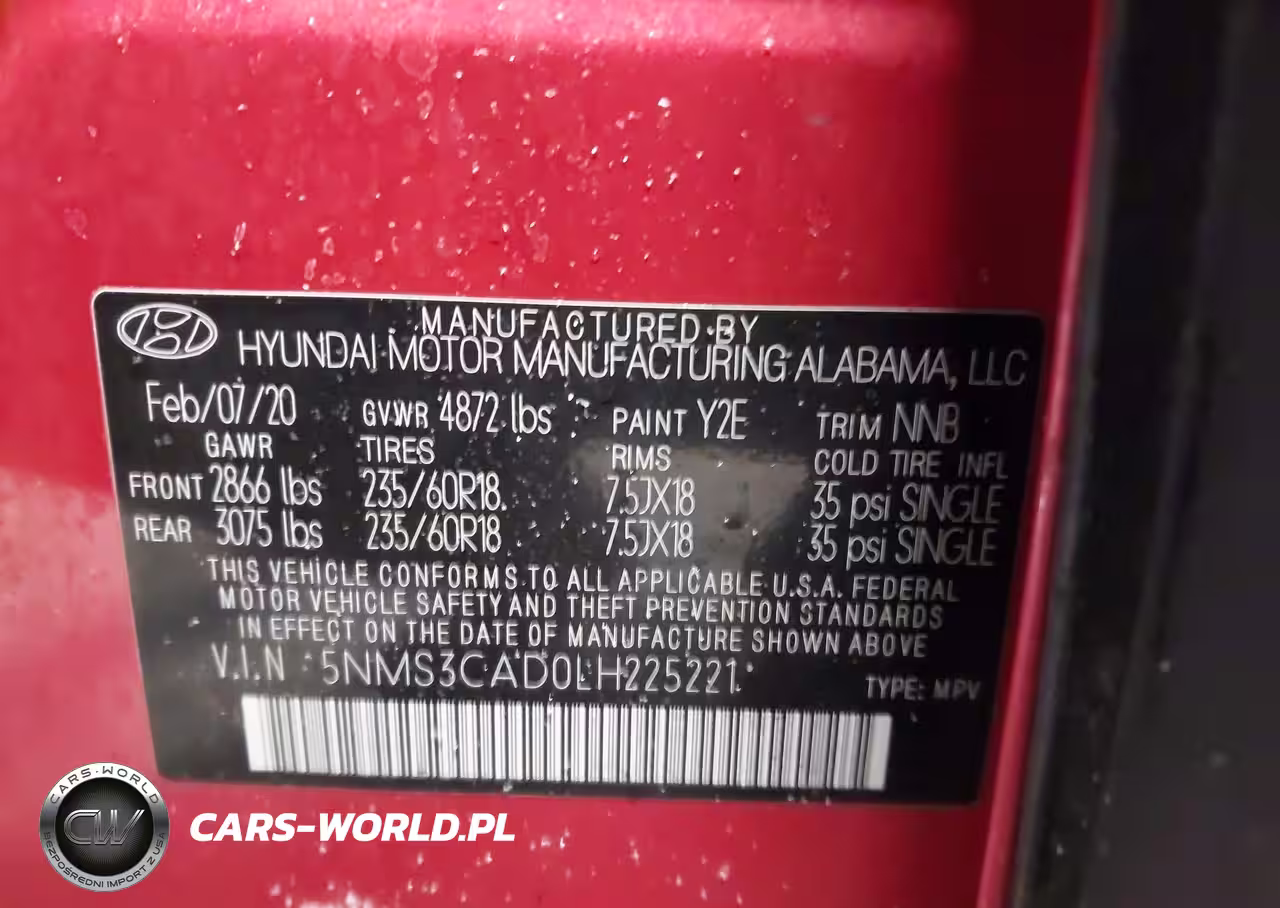 MANUFACTURED BY
HYUNDAI MOTOR MANUFACTURING ALABAMA, LLC
Feb/07/20 GVWR 4872 lbs PAINT Y2E TRIM NNB
GAWR TIRES RIMS COLD TIRE INFL
FRONT 2866 lbs 235/60R18 7.5JX18 35 psi SINGLE
REAR 3075 lbs 235/60R18 7.5JX18 35 psi SINGLE
THIS VEHICLE CONFORMS TO ALL APPLICABLE U.S.A. FEDERAL
MOTOR VEHICLE SAFETY AND THEFT PREVENTION STANDARDS
IN EFFECT ON THE DATE OF MANUFACTURE SHOWN ABOVE
V.I.N 5NMS3CAD0LH225221
TYPE: MPV
CARS-WORLD
CW
BEZPOŚREDNI IMPORT Z USA
CARS-WORLD.PL